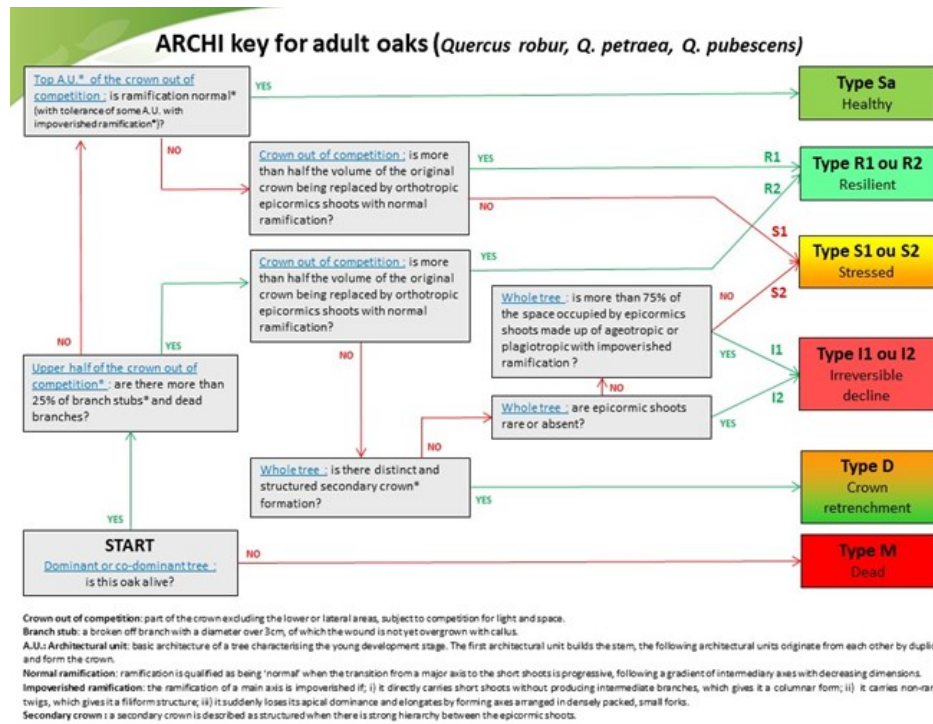 ARCHI key for adult oaks (Quercus robur, Q. petraea, Q. pubescens)
Top A.U.* of the crown out of
competition : is ramification normal*
(with tolerance of some A.U. with
impoverished ramification*)?
YES
Type Sa
Healthy
NO
Crown out of competition : is more
than half the volume of the original
crown being replaced by orthotropic
epicormics shoots with normal
ramification?
YES
R1
R2
Type R1 ou R2
Resilient
NO
S1
Crown out of competition : is more
than half the volume of the original
crown being replaced by orthotropic
epicormics shoots with normal
ramification?
YES
Type S1 ou S2
Stressed
Whole tree : is more than 75% of
the space occupied by epicormics
shoots made up of ageotropic or
plagiotropic with impoverished
ramification ?
NO
S2
NO
YES
NO
YES
I1
Type I1 ou I2
Irreversible
decline
Upper half of the crown out of
competition* : are there more than
25% of branch stubs* and dead
branches?
NO
Whole tree : are epicormic shoots
rare or absent?
I2
YES
NO
Whole tree : is there distinct and
structured secondary crown*
formation?
YES
Type D
Crown
retrenchment
YES
START
Dominant or co-dominant tree :
is this oak alive?
NO
Type M
Dead
Crown out of competition: part of the crown excluding the lower or lateral areas, subject to competition for light and space.
Branch stub: a broken off branch with a diameter over 3cm, of which the wound is not yet overgrown with callus.
A.U.: Architectural unit: basic architecture of a tree characterising the young development stage. The first architectural unit builds the stem, the following architectural units originate from each other by dupli
and form the crown.
Normal ramification: ramification is qualified as being 'normal' when the transition from a major axis to the short shoots is progressive, following a gradient of intermediary axes with decreasing dimensions.
Impoverished ramification: the ramification of a main axis is impoverished if; i) it directly carries short shoots without producing intermediate branches, which gives it a columnar form; ii) it carries non-ra
twigs, which gives it a filiform structure; iii) it suddenly loses its apical dominance and elongates by forming axes arranged in densely packed, small forks.
Secondary crown : a secondary crown is described as structured when there is strong hierarchy between the epicormic shoots.